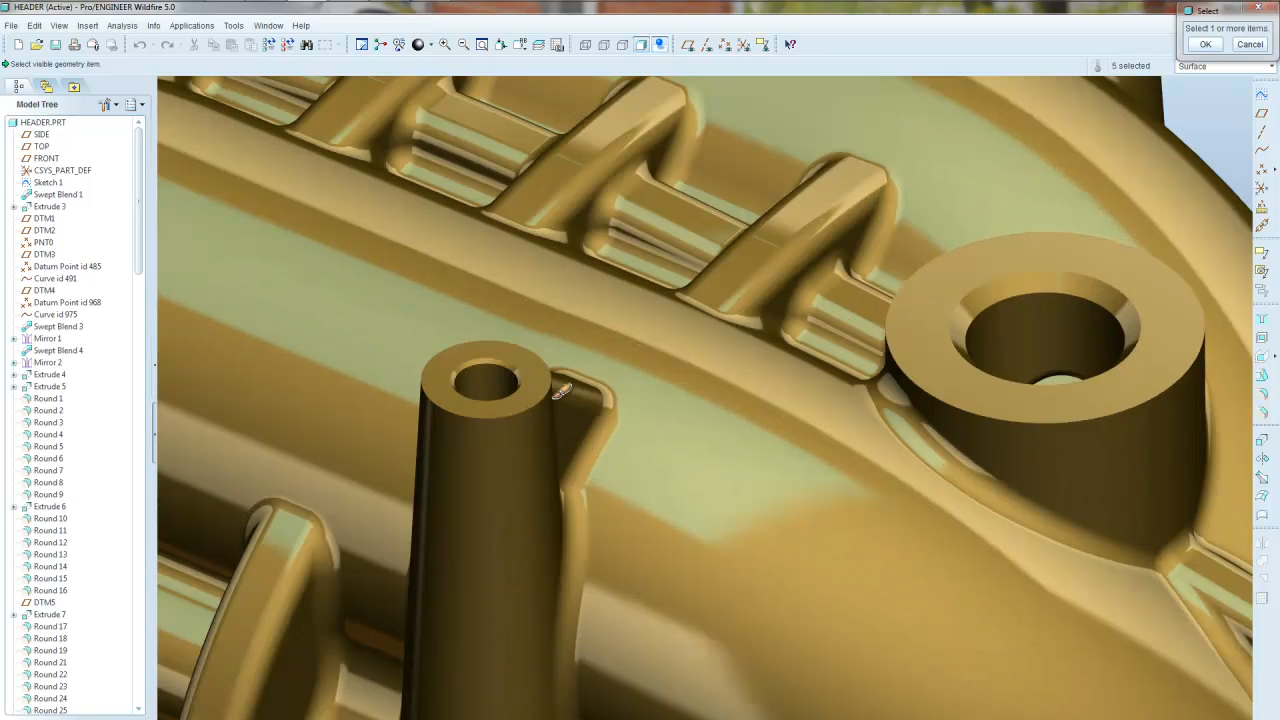 HEADER (Active) - Pro/ENGINEER Wildfire 5.0
Select
File Edit View Insert Analysis Info Applications Tools Window Help
Select 1 or more items.
OK Cancel
Select visible geometry item.
5 selected
Surface
Model Tree
HEADER.PRT
SIDE
TOP
FRONT
CSYS_PART_DEF
Sketch 1
Swept Blend 1
Extrude 3
DTM1
DTM2
PNT0
DTM3
Datum Point id 485
Curve id 491
DTM4
Datum Point id 968
Curve id 975
Swept Blend 3
Mirror 1
Swept Blend 4
Mirror 2
Extrude 4
Extrude 5
Round 1
Round 2
Round 3
Round 4
Round 5
Round 6
Round 7
Round 8
Round 9
Extrude 6
Round 10
Round 11
Round 12
Round 13
Round 14
Round 15
Round 16
DTM5
Extrude 7
Round 17
Round 18
Round 19
Round 21
Round 22
Round 23
Round 24
Round 25